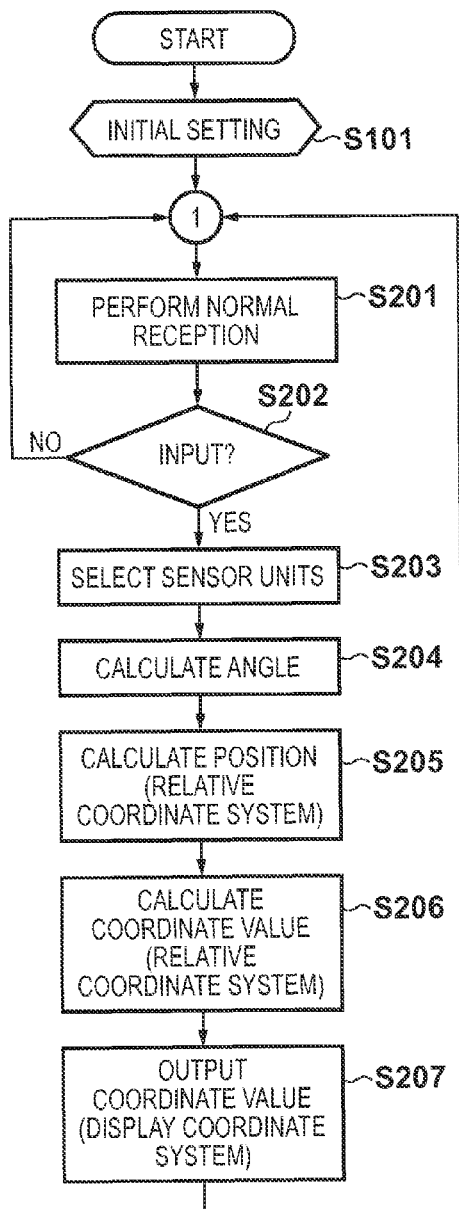 START
INITIAL SETTING
S101
1
PERFORM NORMAL
RECEPTION
S201
S202
INPUT?
NO
YES
SELECT SENSOR UNITS
S203
CALCULATE ANGLE
S204
CALCULATE POSITION
(RELATIVE
COORDINATE SYSTEM)
S205
CALCULATE
COORDINATE VALUE
(RELATIVE
COORDINATE SYSTEM)
S206
OUTPUT
COORDINATE VALUE
(DISPLAY COORDINATE
SYSTEM)
S207